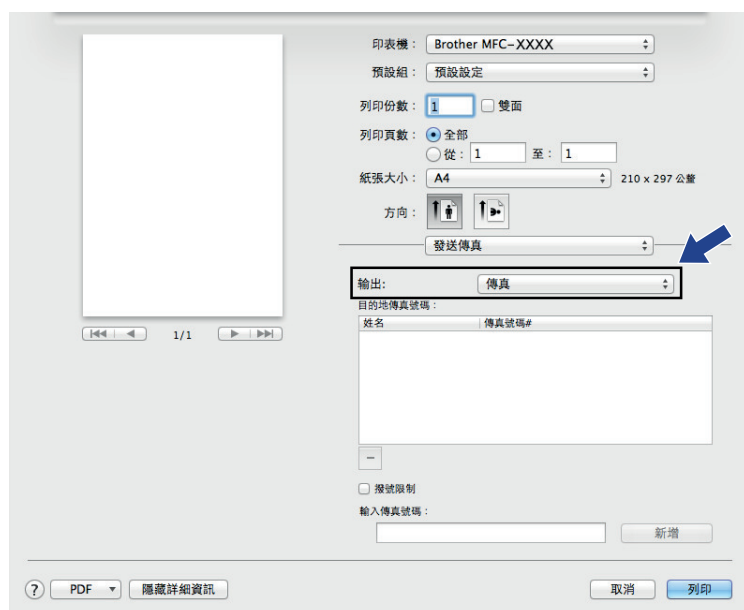 印表機： Brother MFC-XXXX
預設組： 預設設定
列印份數： 1 雙面
列印頁數： 全部
從： 1 至： 1
紙張大小： A4 210 x 297 公釐
方向：
發送傳真
输出: 傳真
目的地傳真號碼：
姓名 傳真號碼#
1/1
撥號限制
輸入傳真號碼：
新增
? PDF 隱藏詳細資訊 取消 列印